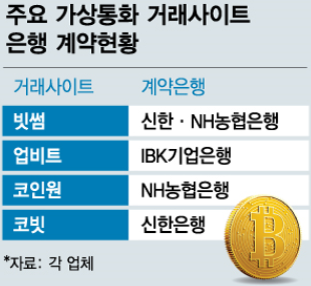 주요 가상통화 거래사이트
은행 계약현황
거래사이트 계약은행
빗썸 신한 · NH농협은행
업비트 IBK기업은행
코인원 NH농협은행
코빗 신한은행
*자료: 각 업체